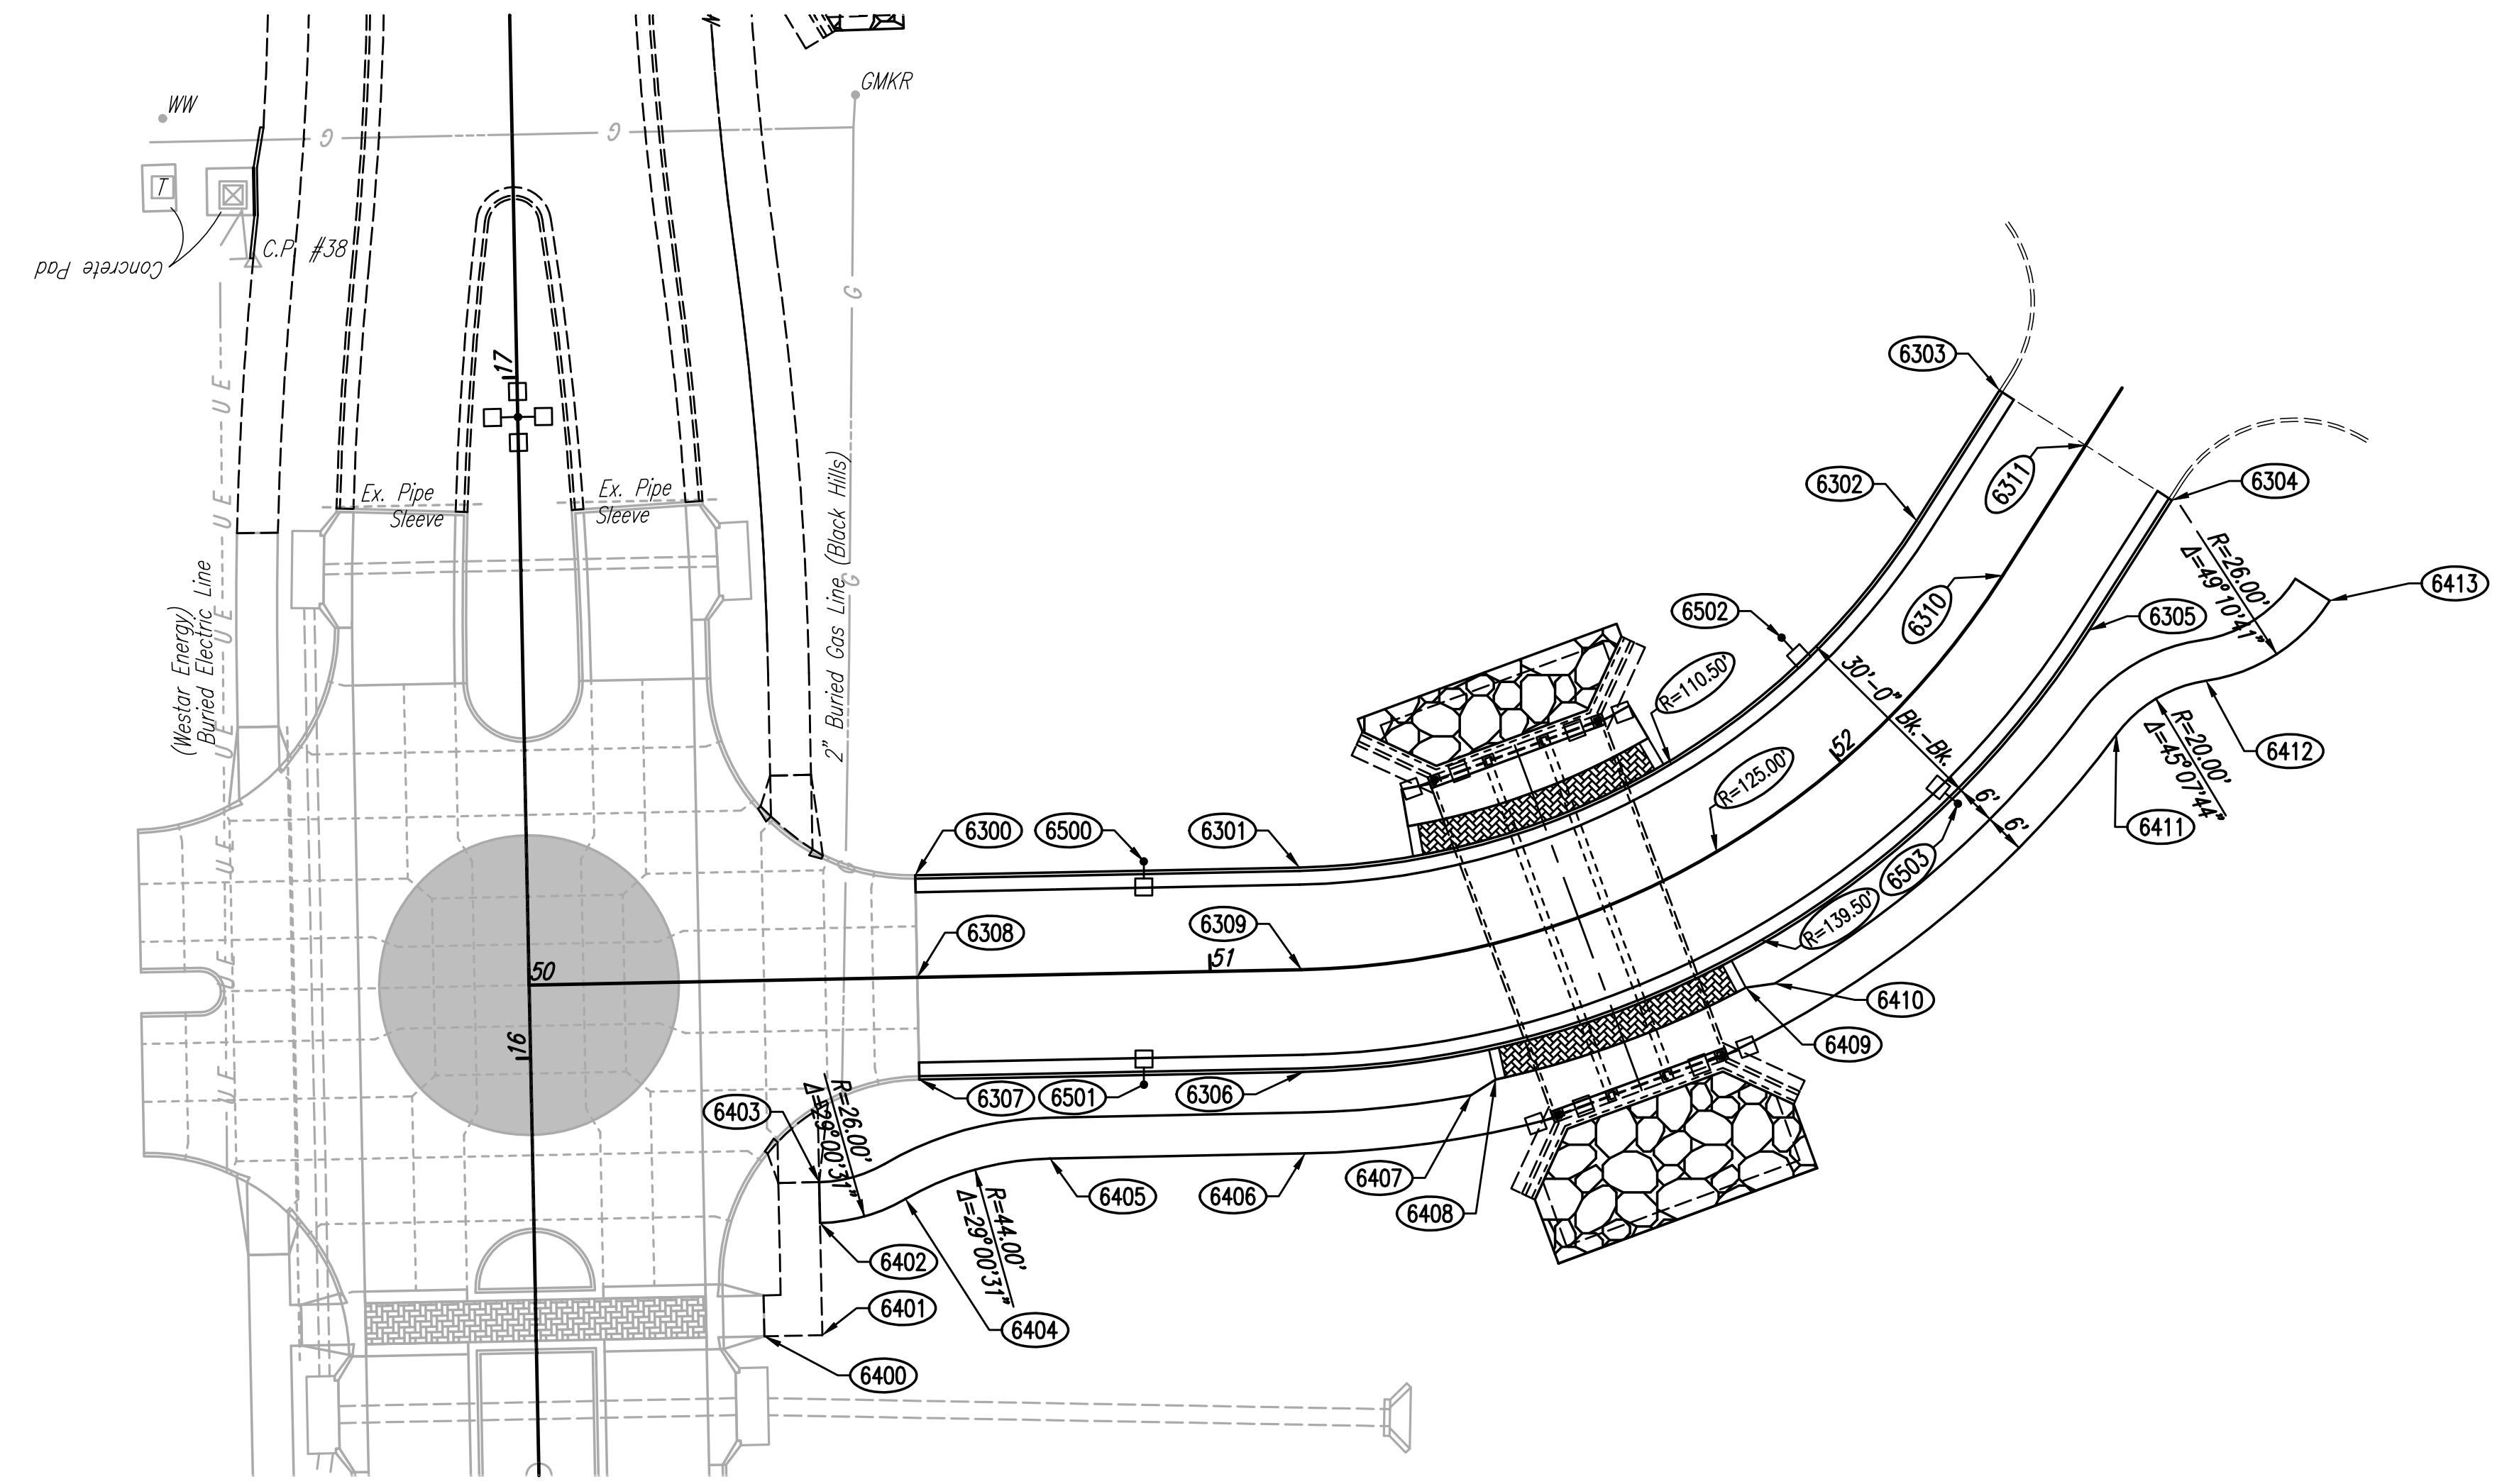 GMKR
WW
G
G
T
C.P. #38
Concrete Pad
G
17
6303
6302
6311
6304
Ex. Pipe
Sleeve
Ex. Pipe
Sleeve
UE
UE
UE
UE
UE
UE
UE
(Westar Energy)
Buried Electric Line
2" Buried Gas Line (Black Hills)
G
G
R=26.00'
Δ=49°10'41"
6413
6310
6305
6502
R=110.50'
30'-0" Bk.-Bk.
R=20.00'
Δ=45°07'44"
6412
6411
52
R=125.00'
6'
6'
6503
R=139.50'
6300
6500
6301
6308
6309
50
51
16
6410
6409
6307
6501
6306
6403
R=26.00'
Δ=29°00'31"
6407
6408
6405
6406
R=44.00'
Δ=29°00'31"
6402
6401
6404
6400